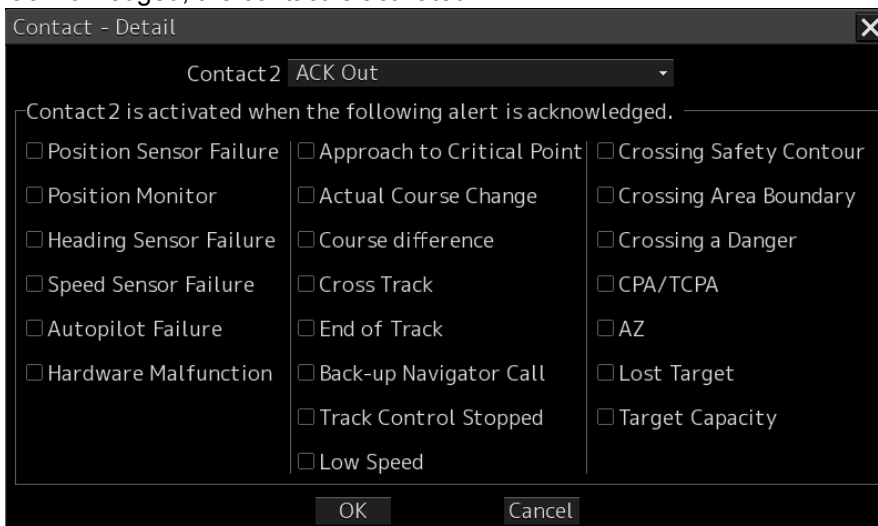 Contact - Detail
Contact2 ACK Out
Contact2 is activated when the following alert is acknowledged.
Position Sensor Failure Approach to Critical Point Crossing Safety Contour
Position Monitor Actual Course Change Crossing Area Boundary
Heading Sensor Failure Course difference Crossing a Danger
Speed Sensor Failure Cross Track CPA/TCPA
Autopilot Failure End of Track AZ
Hardware Malfunction Back-up Navigator Call Lost Target
Track Control Stopped Target Capacity
Low Speed
OK Cancel